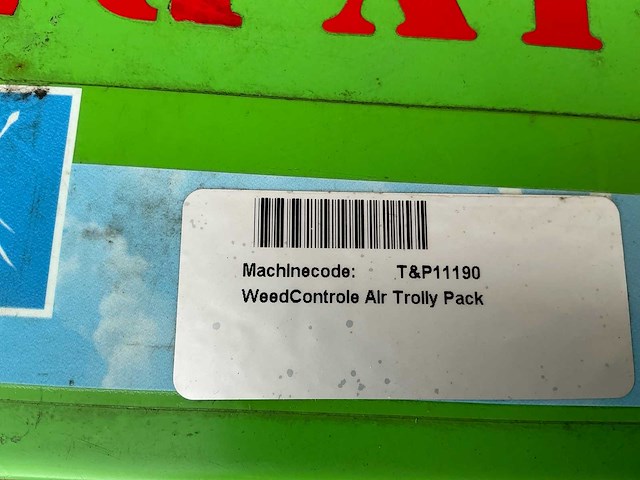 Machinecode: T&P11190
WeedControle Air Trolly Pack